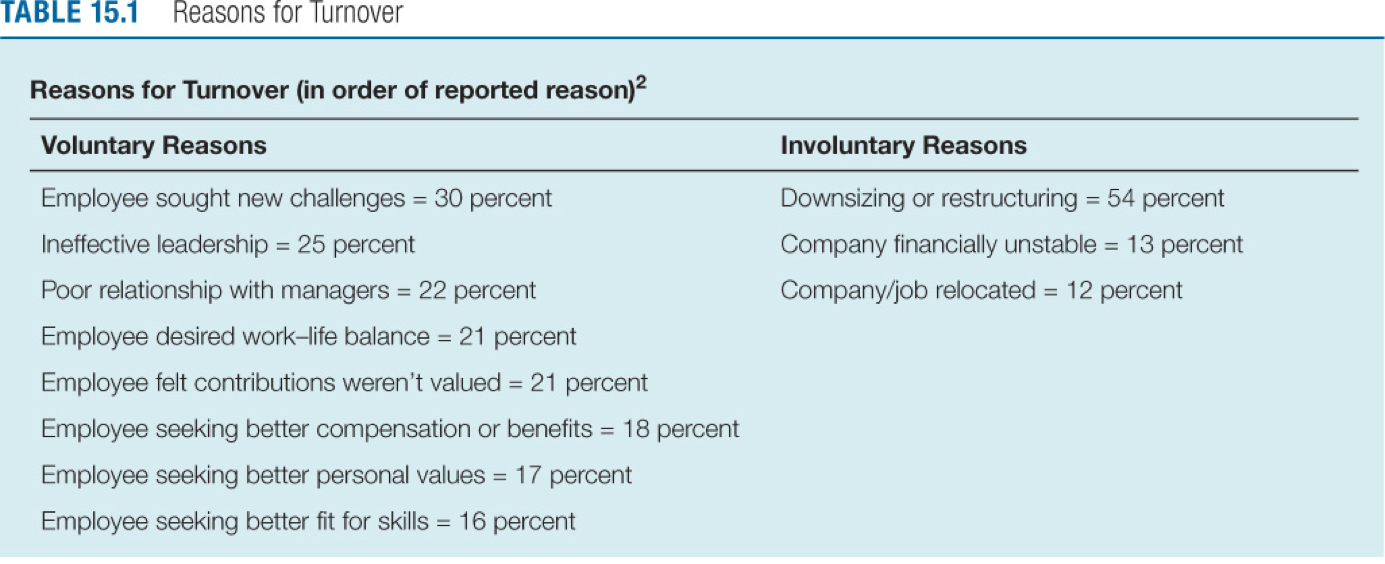 TABLE 15.1 Reasons for Turnover
Reasons for Turnover (in order of reported reason)2
Voluntary Reasons
Employee sought new challenges = 30 percent
Ineffective leadership = 25 percent
Poor relationship with managers = 22 percent
Employee desired work–life balance = 21 percent
Employee felt contributions weren't valued = 21 percent
Employee seeking better compensation or benefits = 18 percent
Employee seeking better personal values = 17 percent
Employee seeking better fit for skills = 16 percent
Involuntary Reasons
Downsizing or restructuring = 54 percent
Company financially unstable = 13 percent
Company/job relocated = 12 percent